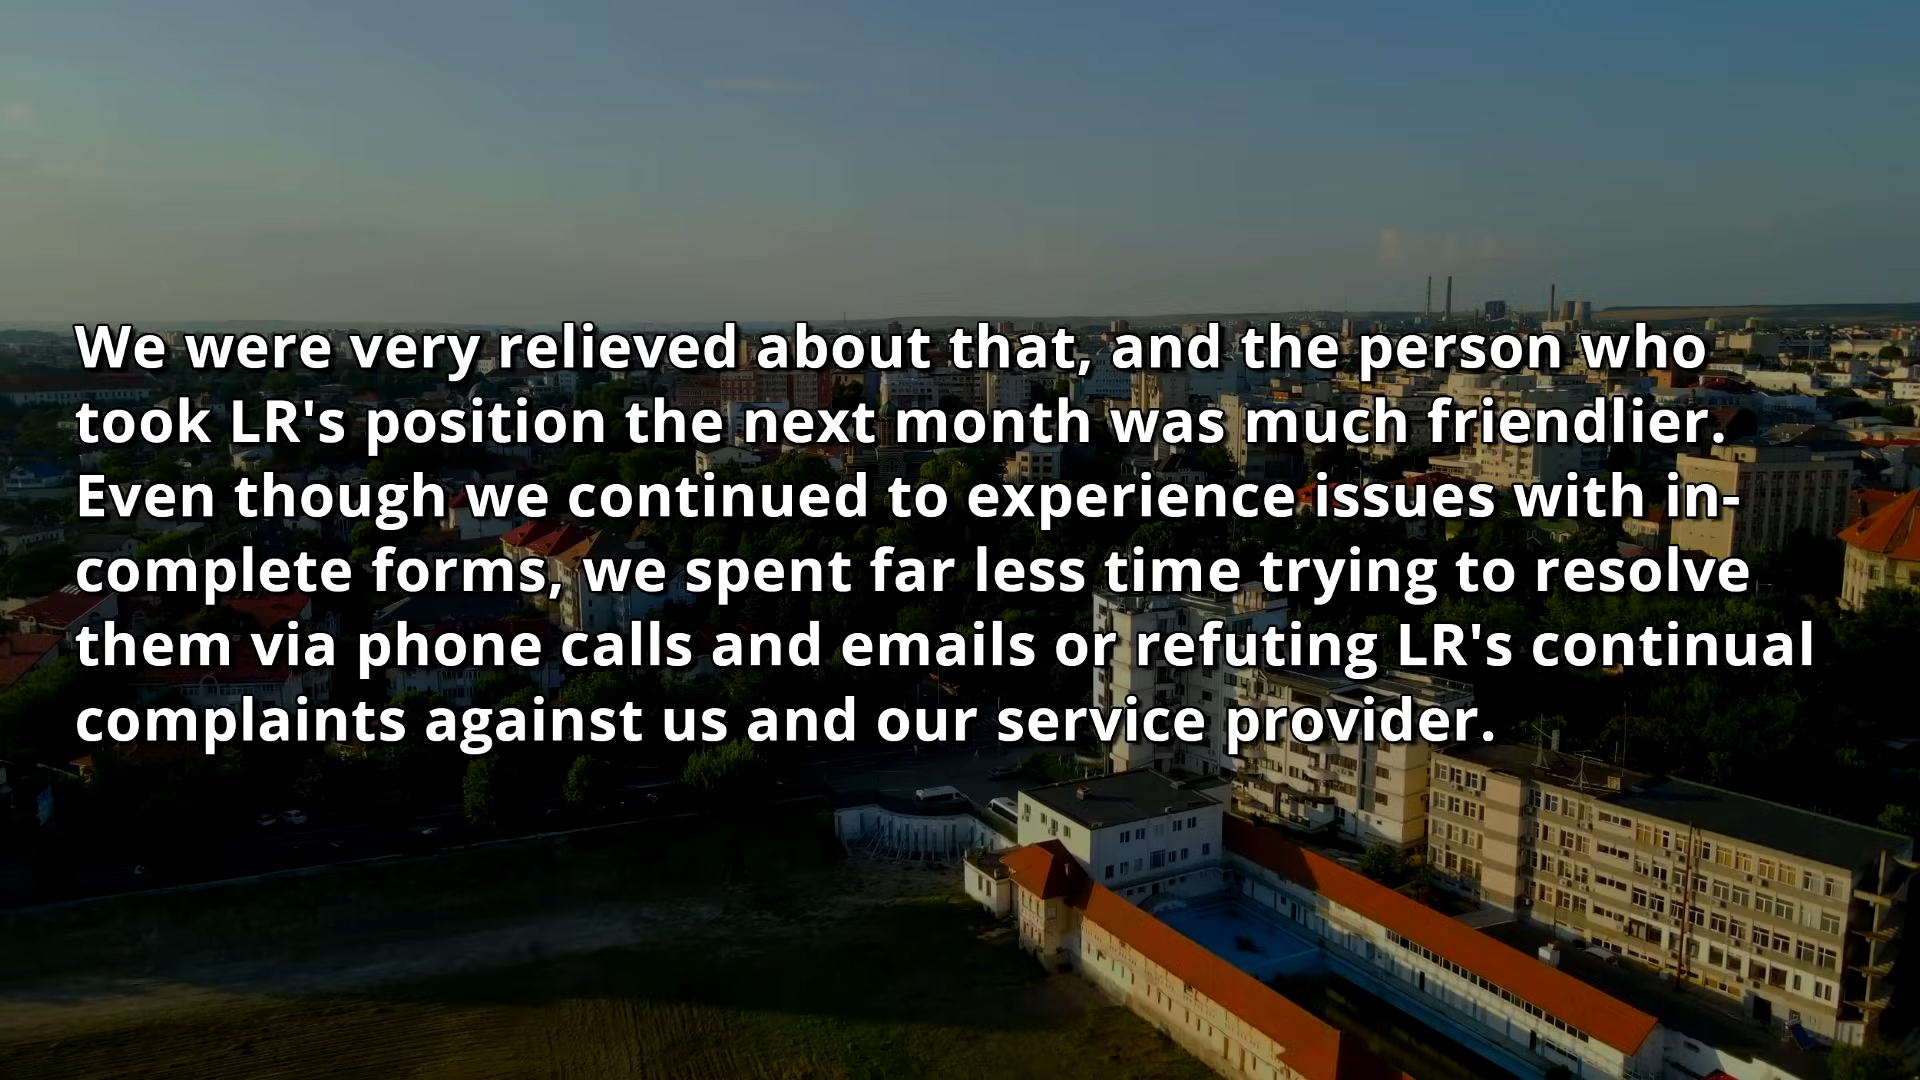 We were very relieved about that, and the person who
took LR's position the next month was much friendlier.
Even though we continued to experience issues with in-
complete forms, we spent far less time trying to resolve
them via phone calls and emails or refuting LR's continual
complaints against us and our service provider.